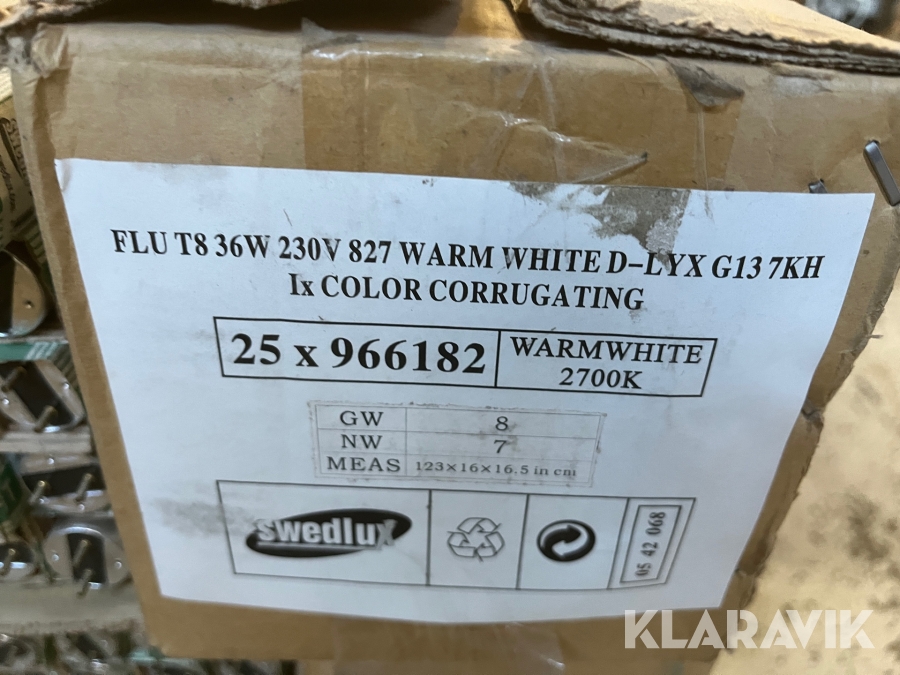 FLU T8 36W 230V 827 WARM WHITE D-LYX G13 7KH
Ix COLOR CORRUGATING
25 x 966182
WARMWHITE
2700K
GW 8
NW 7
MEAS 123×16×16.5 in cm
swedlux
05 42 068
KLARAVIK